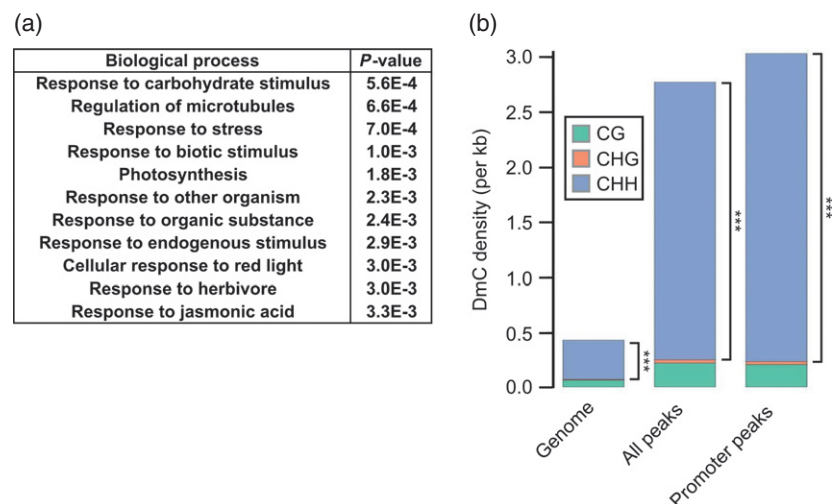 (a)
Biological process P-value
Response to carbohydrate stimulus 5.6E-4
Regulation of microtubules 6.6E-4
Response to stress 7.0E-4
Response to biotic stimulus 1.0E-3
Photosynthesis 1.8E-3
Response to other organism 2.3E-3
Response to organic substance 2.4E-3
Response to endogenous stimulus 2.9E-3
Cellular response to red light 3.0E-3
Response to herbivore 3.0E-3
Response to jasmonic acid 3.3E-3
(b)
DmC density (per kb)
3.0
2.5
2.0
1.5
1.0
0.5
0.0
CG
CHG
CHH
***
***
***
Genome
All peaks
Promoter peaks